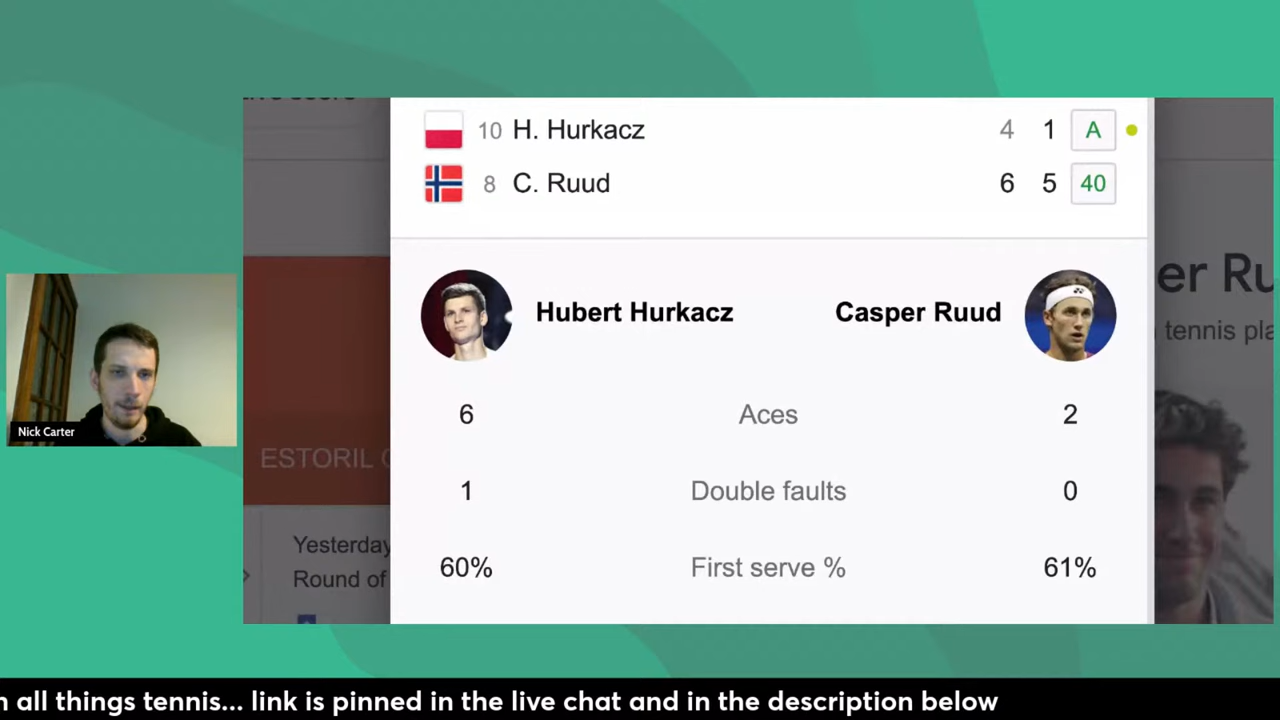 10 H. Hurkacz 4 1 A
8 C. Ruud 6 5 40
Hubert Hurkacz Casper Ruud
er Ru
tennis pla
6 Aces 2
Nick Carter
ESTORIL
1 Double faults 0
Yesterday
Round of
60% First serve % 61%
all things tennis... link is pinned in the live chat and in the description below